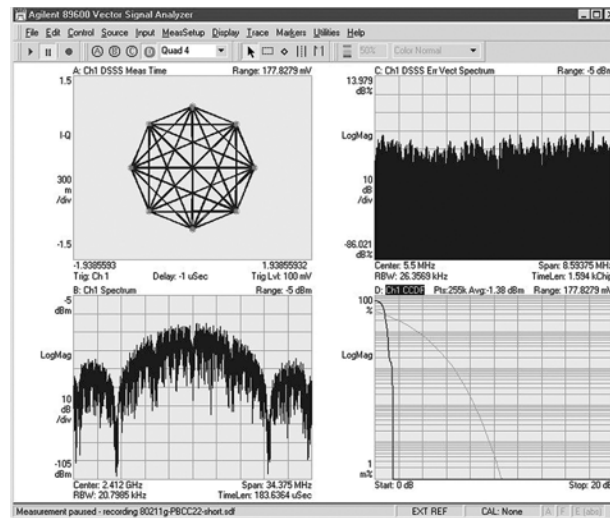 Agilent 89600 Vector Signal Analyzer
File Edit Control Source Input MeasSetup Display Trace Markers Utilities Help
A B C D Quad 4 50% Color Normal
A: Ch1 DSSS Meas Time Range: 177.8279 mV
1.5
I-Q
300
m
/div
-1.5
-1.9385593 1.93855932
Trig: Ch 1 Delay: -1 uSec Trig Lvl: 100 mV
C: Ch1 DSSS Err Vect Spectrum Range: -5 dBm
13.979
dB%
LogMag
10
dB
/div
-86.021
dB%
Center: 5.5 MHz Span: 8.59375 MHz
RBW: 26.3569 kHz TimeLen: 1.594 kChip
B: Ch1 Spectrum Range: -5 dBm
-5
dBm
LogMag
10
dB
/div
-105
dBm
Center: 2.412 GHz Span: 34.375 MHz
RBW: 20.7985 kHz TimeLen: 183.6364 uSec
D: Ch1 CCDF Pts:255k Avg:-1.38 dBm Range: 177.8279 mV
100
%
LogMag
1
m%
Start: 0 dB Stop: 20 dB
Measurement paused - recording 80211g-PBCC22-short.sdf EXT REF CAL: None A F E (abs)